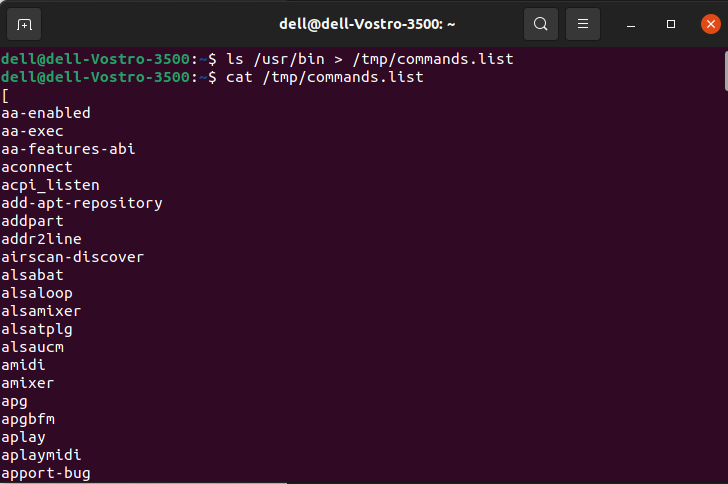 dell@dell-Vostro-3500: ~
dell@dell-Vostro-3500:~$ ls /usr/bin > /tmp/commands.list
dell@dell-Vostro-3500:~$ cat /tmp/commands.list
[
aa-enabled
aa-exec
aa-features-abi
aconnect
acpi_listen
add-apt-repository
addpart
addr2line
airscan-discover
alsabat
alsaloop
alsamixer
alsatplg
alsaucm
amidi
amixer
apg
apgbfm
aplay
aplaymidi
apport-bug